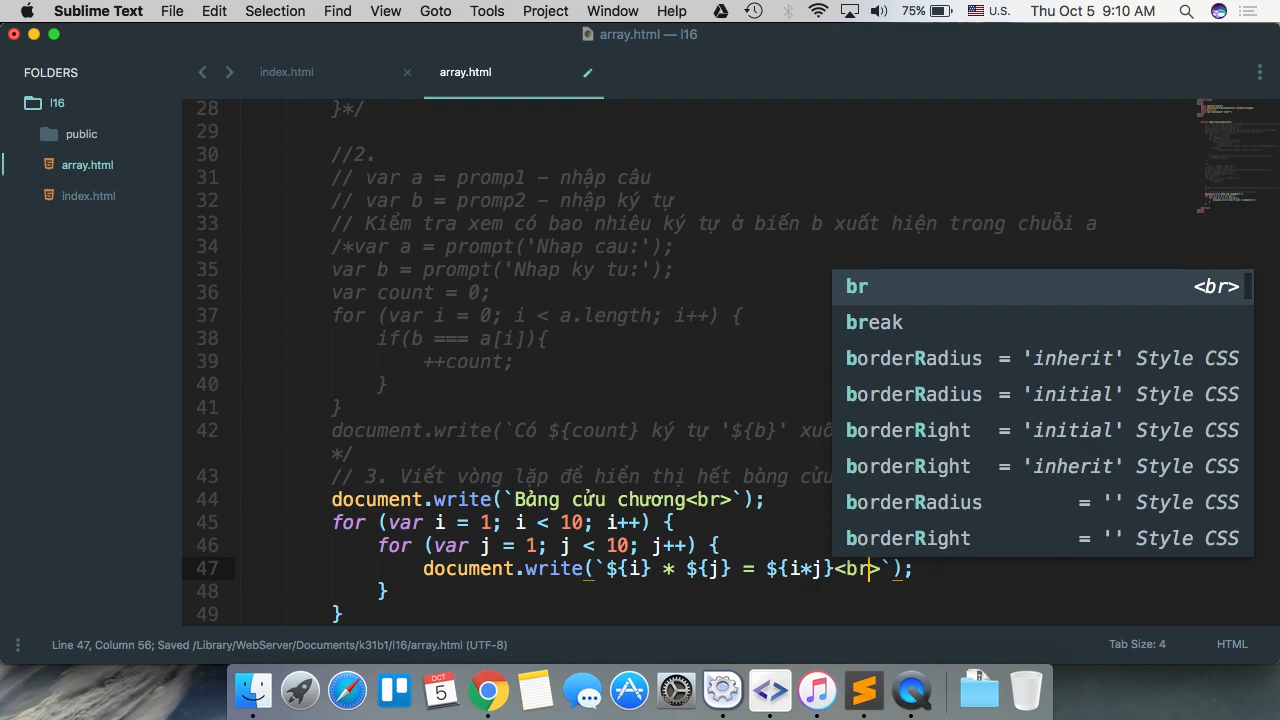 Sublime Text File Edit Selection Find View Goto Tools Project Window Help 75% U.S. Thu Oct 5 9:10 AM
array.html — l16
FOLDERS
l16
public
array.html
index.html
index.html × array.html
28 }*/
29
30 //2.
31 // var a = promp1 - nhập câu
32 // var b = promp2 - nhập ký tự
33 // Kiểm tra xem có bao nhiêu ký tự ở biến b xuất hiện trong chuỗi a
34 /*var a = prompt('Nhap cau:');
35 var b = prompt('Nhap ky tu:');
36 var count = 0;
37 for (var i = 0; i < a.length; i++) {
38 if(b === a[i]){
39 ++count;
40 }
41 }
42 document.write(`Có ${count} ký tự '${b}' xuấ
*/
43 // 3. Viết vòng lặp để hiển thị hết bảng cửu
44 document.write(`Bảng cửu chương<br>`);
45 for (var i = 1; i < 10; i++) {
46 for (var j = 1; j < 10; j++) {
47 document.write(`${i} * ${j} = ${i*j}<br>`);
48 }
49 }
br <br>
break
borderRadius = 'inherit' Style CSS
borderRadius = 'initial' Style CSS
borderRight = 'initial' Style CSS
borderRight = 'inherit' Style CSS
borderRadius = '' Style CSS
borderRight = '' Style CSS
Line 47, Column 56; Saved /Library/WebServer/Documents/k31b1/l16/array.html (UTF-8) Tab Size: 4 HTML
OCT
5